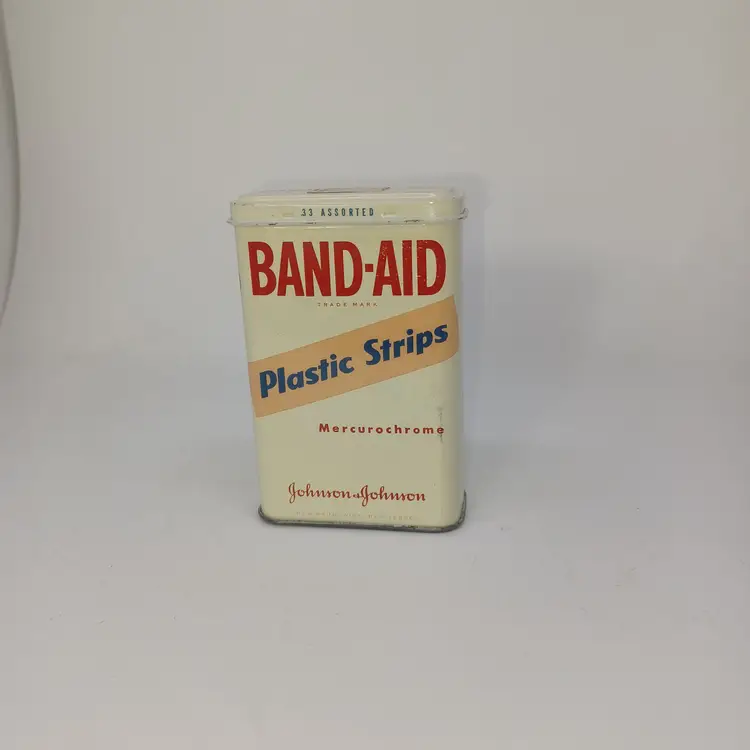 33 ASSORTED
BAND-AID
TRADE MARK
Plastic Strips
Mercurochrome
Johnson & Johnson